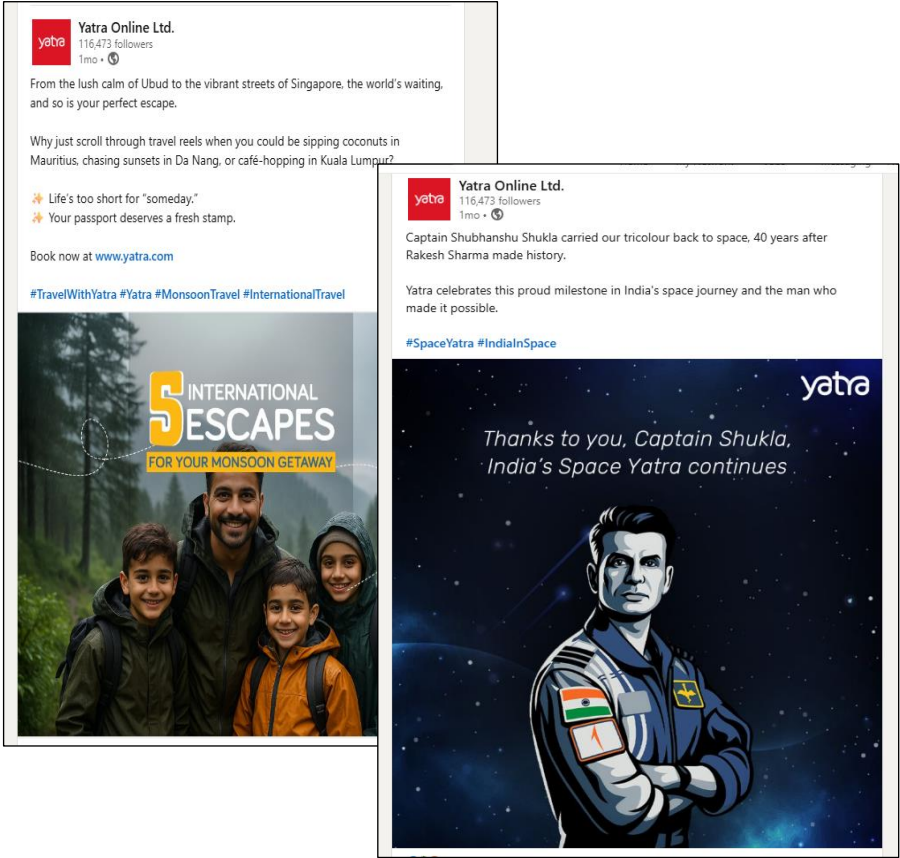 yatra
Yatra Online Ltd.
116,473 followers
1mo •
From the lush calm of Ubud to the vibrant streets of Singapore, the world's waiting,
and so is your perfect escape.
Why just scroll through travel reels when you could be sipping coconuts in
Mauritius, chasing sunsets in Da Nang, or café-hopping in Kuala Lumpur?
✨ Life's too short for “someday.”
✨ Your passport deserves a fresh stamp.
Book now at www.yatra.com
#TravelWithYatra #Yatra #MonsoonTravel #InternationalTravel
5 INTERNATIONAL
ESCAPES
FOR YOUR MONSOON GETAWAY
yatra
Yatra Online Ltd.
116,473 followers
1mo •
Captain Shubhanshu Shukla carried our tricolour back to space, 40 years after
Rakesh Sharma made history.
Yatra celebrates this proud milestone in India's space journey and the man who
made it possible.
#SpaceYatra #IndiaInSpace
yatra
Thanks to you, Captain Shukla,
India's Space Yatra continues